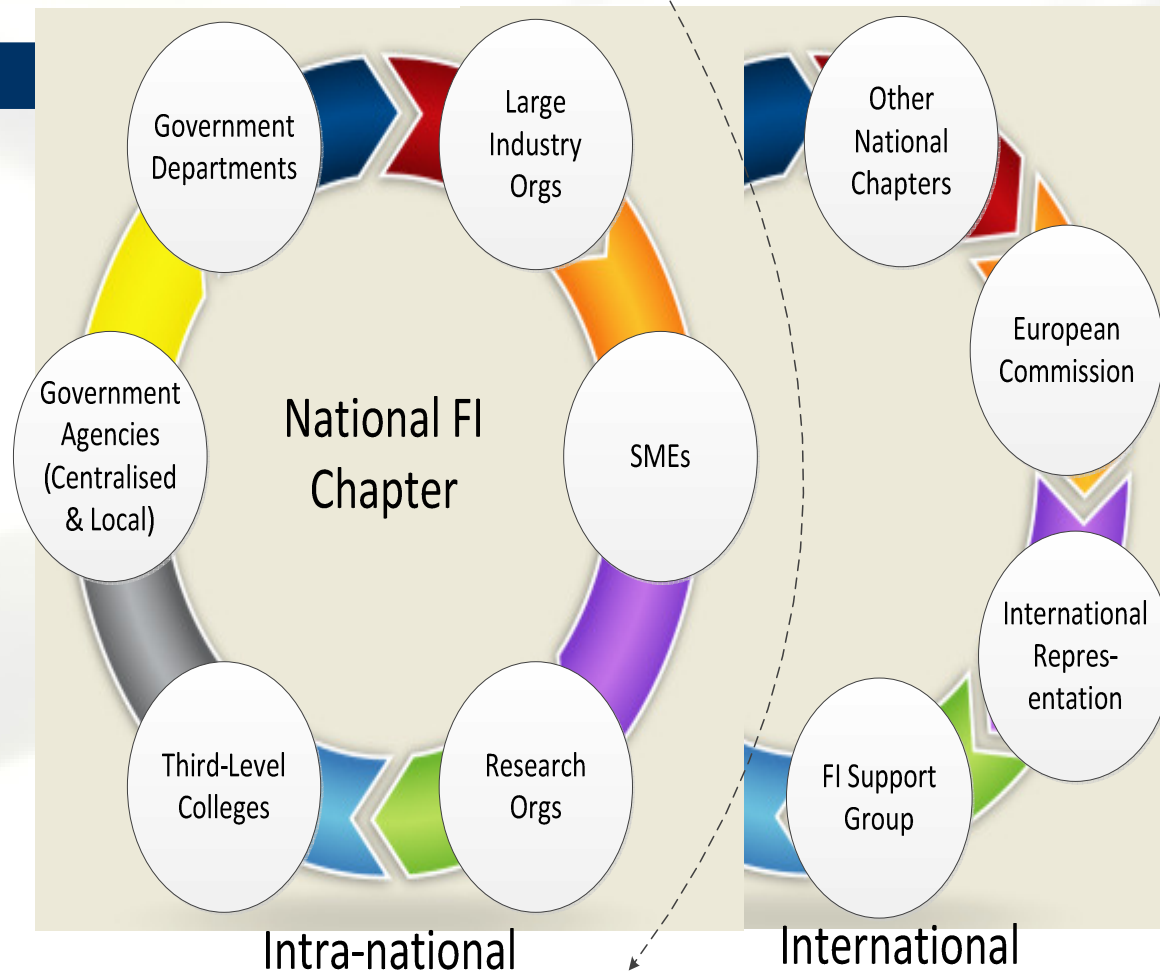 Government
Departments
Large
Industry
Orgs
Government
Agencies
(Centralised
& Local)
National FI
Chapter
SMEs
Third-Level
Colleges
Research
Orgs
Intra-national
Other
National
Chapters
European
Commission
International
Repres-
entation
FI Support
Group
International